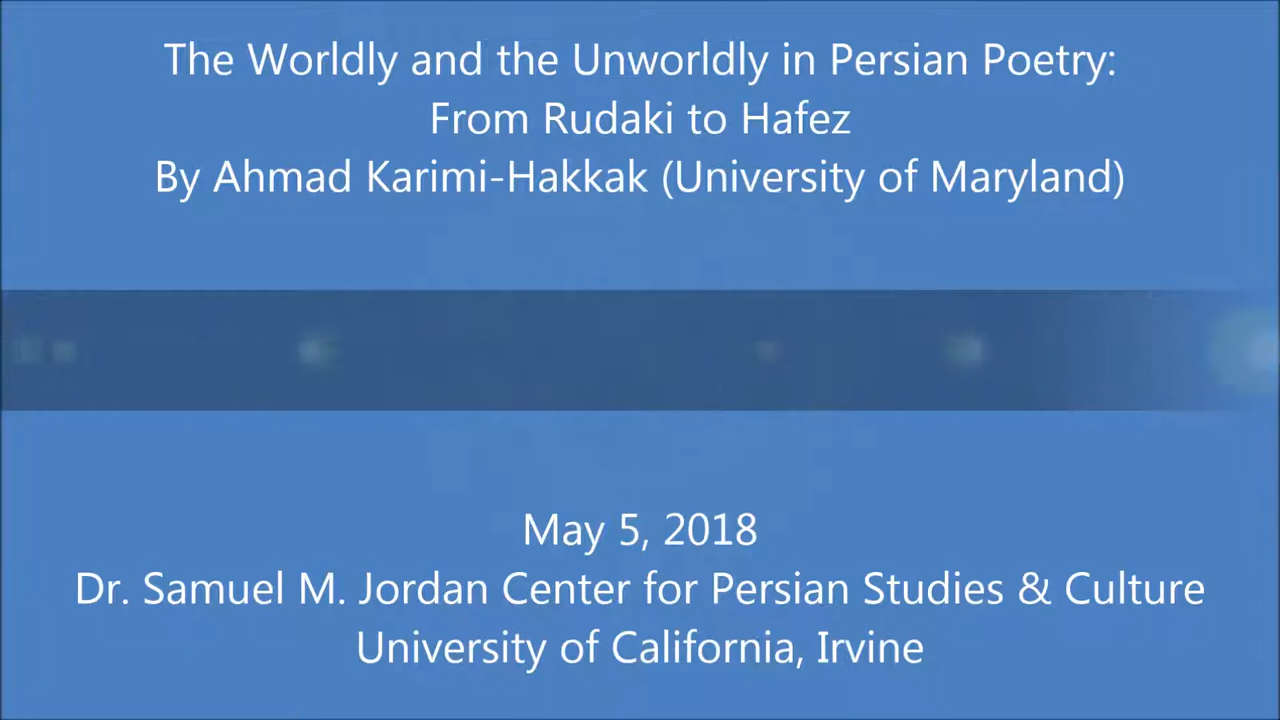 The Worldly and the Unworldly in Persian Poetry:
From Rudaki to Hafez
By Ahmad Karimi-Hakkak (University of Maryland)
May 5, 2018
Dr. Samuel M. Jordan Center for Persian Studies & Culture
University of California, Irvine